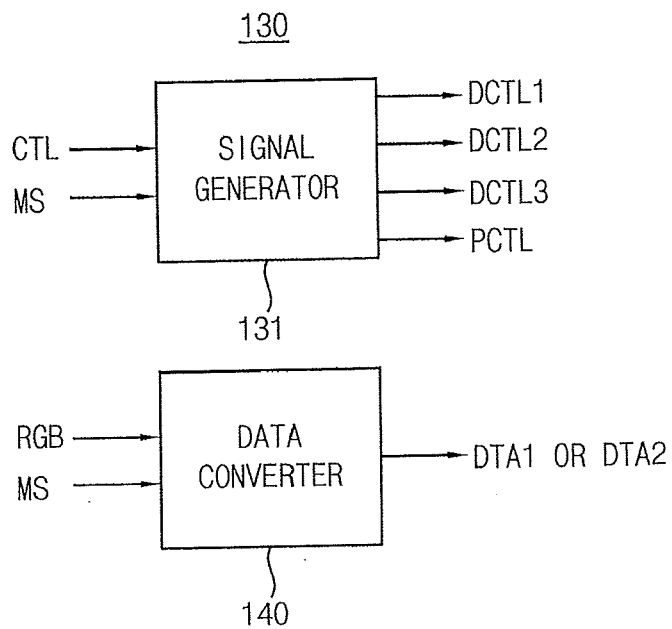 130
CTL
MS
SIGNAL
GENERATOR
DCTL1
DCTL2
DCTL3
PCTL
131
RGB
MS
DATA
CONVERTER
DTA1 OR DTA2
140